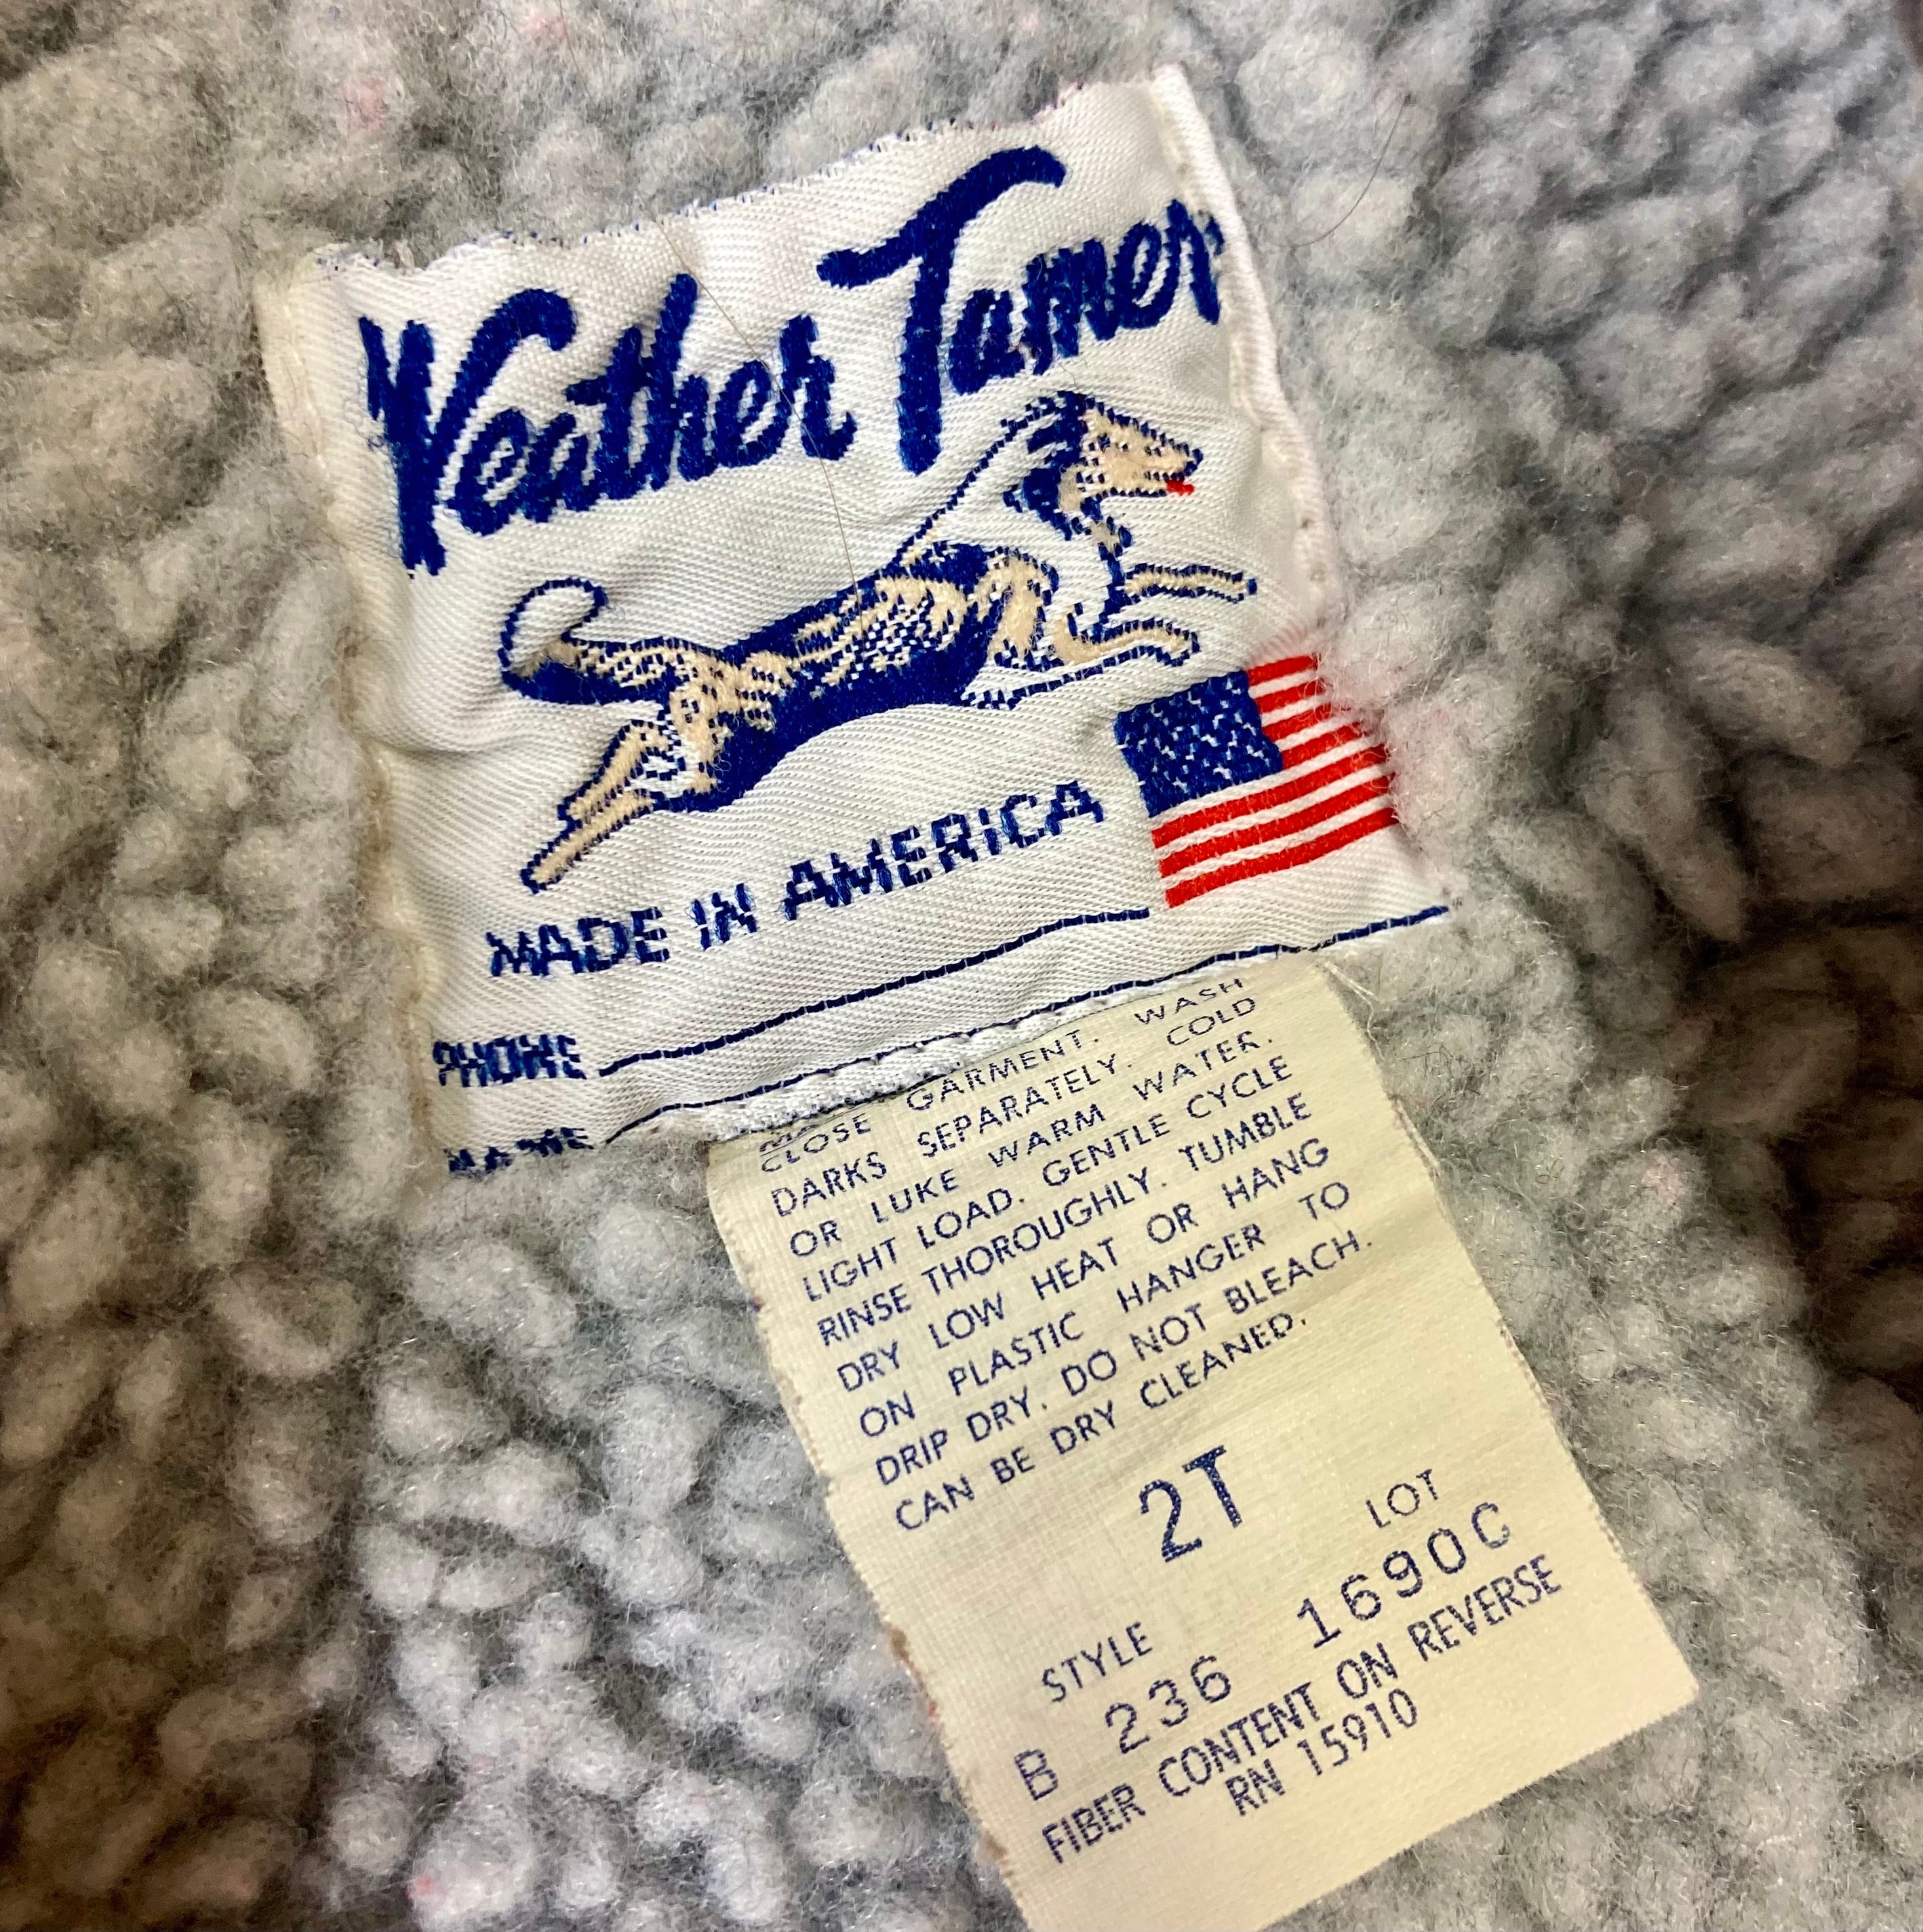 Weather Tamer
MADE IN AMERICA
PHONE
NAME
CLOSE GARMENT. WASH
DARKS SEPARATELY. COLD
OR LUKE WARM WATER.
LIGHT LOAD. GENTLE CYCLE
RINSE THOROUGHLY. TUMBLE
DRY LOW HEAT OR HANG
ON PLASTIC HANGER TO
DRIP DRY. DO NOT BLEACH.
CAN BE DRY CLEANED.
2T
STYLE LOT
B 236 1690C
FIBER CONTENT ON REVERSE
RN 15910